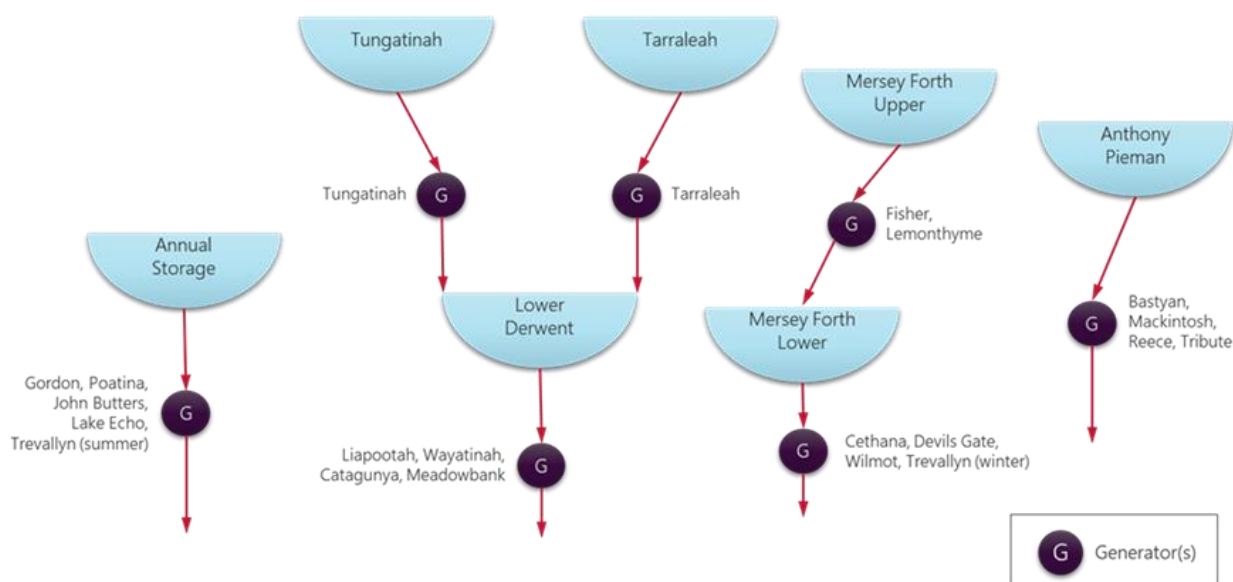 Tungatinah
Tarraleah
Mersey Forth
Upper
Anthony
Pieman
Tungatinah
G
G
Tarraleah
G
Fisher,
Lemonthyme
Annual
Storage
Lower
Derwent
Mersey Forth
Lower
G
Bastyan,
Mackintosh,
Reece, Tribute
Gordon, Poatina,
John Butters,
Lake Echo,
Trevallyn (summer)
G
Liapootah, Wayatinah,
Catagunya, Meadowbank
G
G
Cethana, Devils Gate,
Wilmot, Trevallyn (winter)
G
Generator(s)